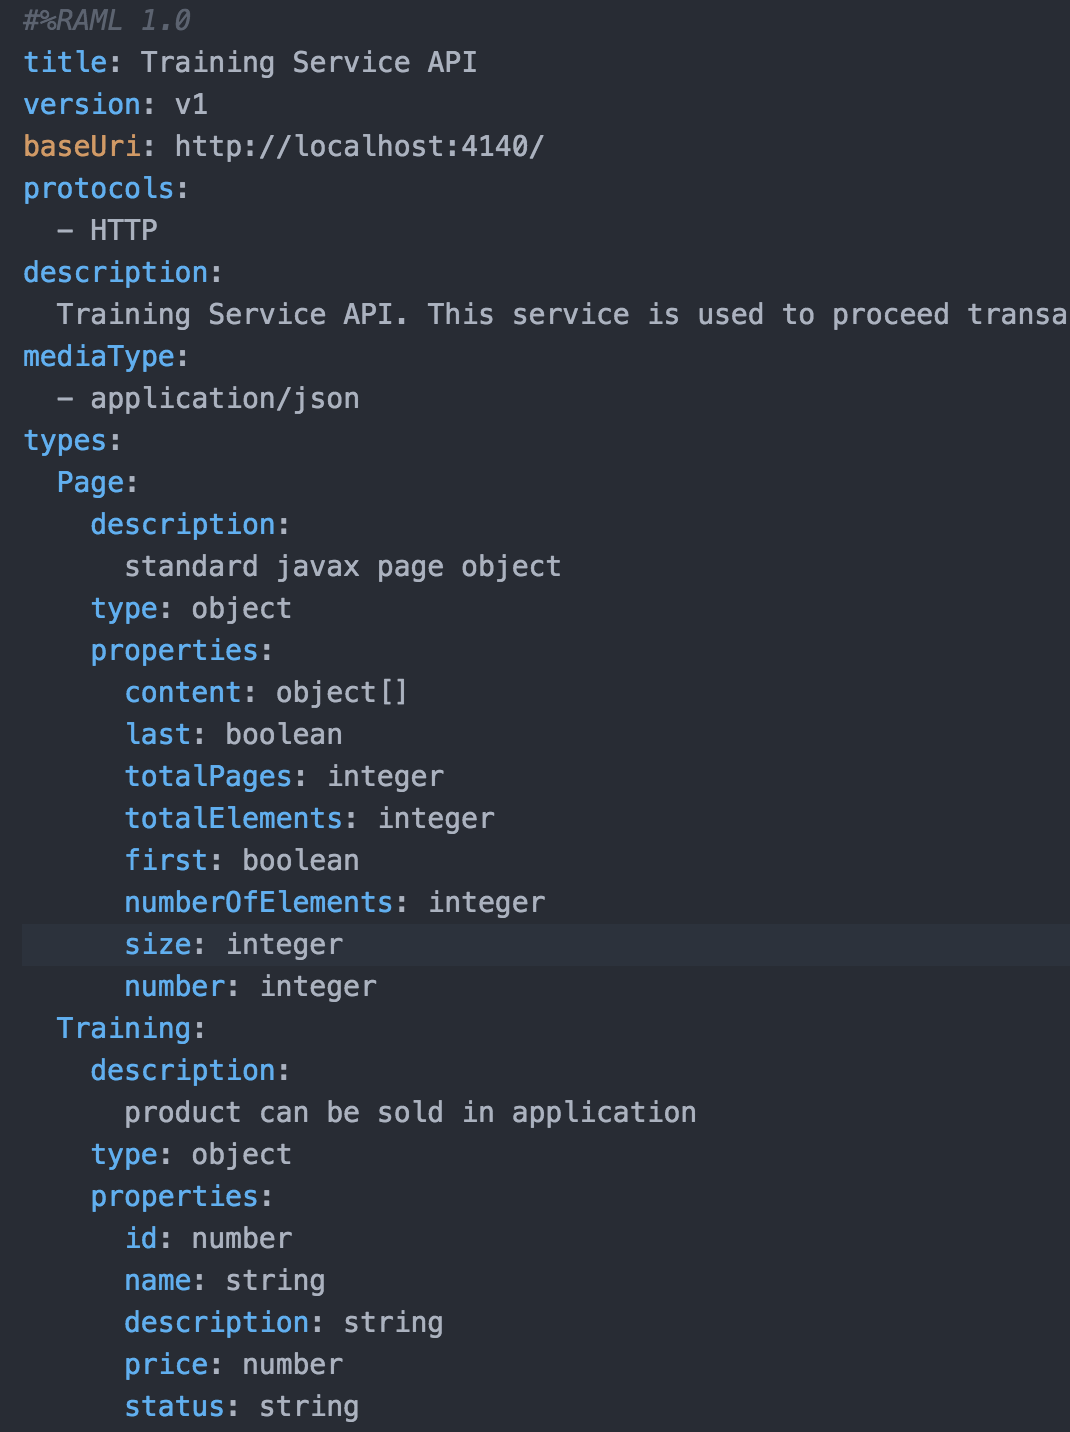 #%RAML 1.0
title: Training Service API
version: v1
baseUri: http://localhost:4140/
protocols:
  - HTTP
description:
  Training Service API. This service is used to proceed transa
mediaType:
  - application/json
types:
  Page:
    description:
      standard javax page object
    type: object
    properties:
      content: object[]
      last: boolean
      totalPages: integer
      totalElements: integer
      first: boolean
      numberOfElements: integer
      size: integer
      number: integer
  Training:
    description:
      product can be sold in application
    type: object
    properties:
      id: number
      name: string
      description: string
      price: number
      status: string